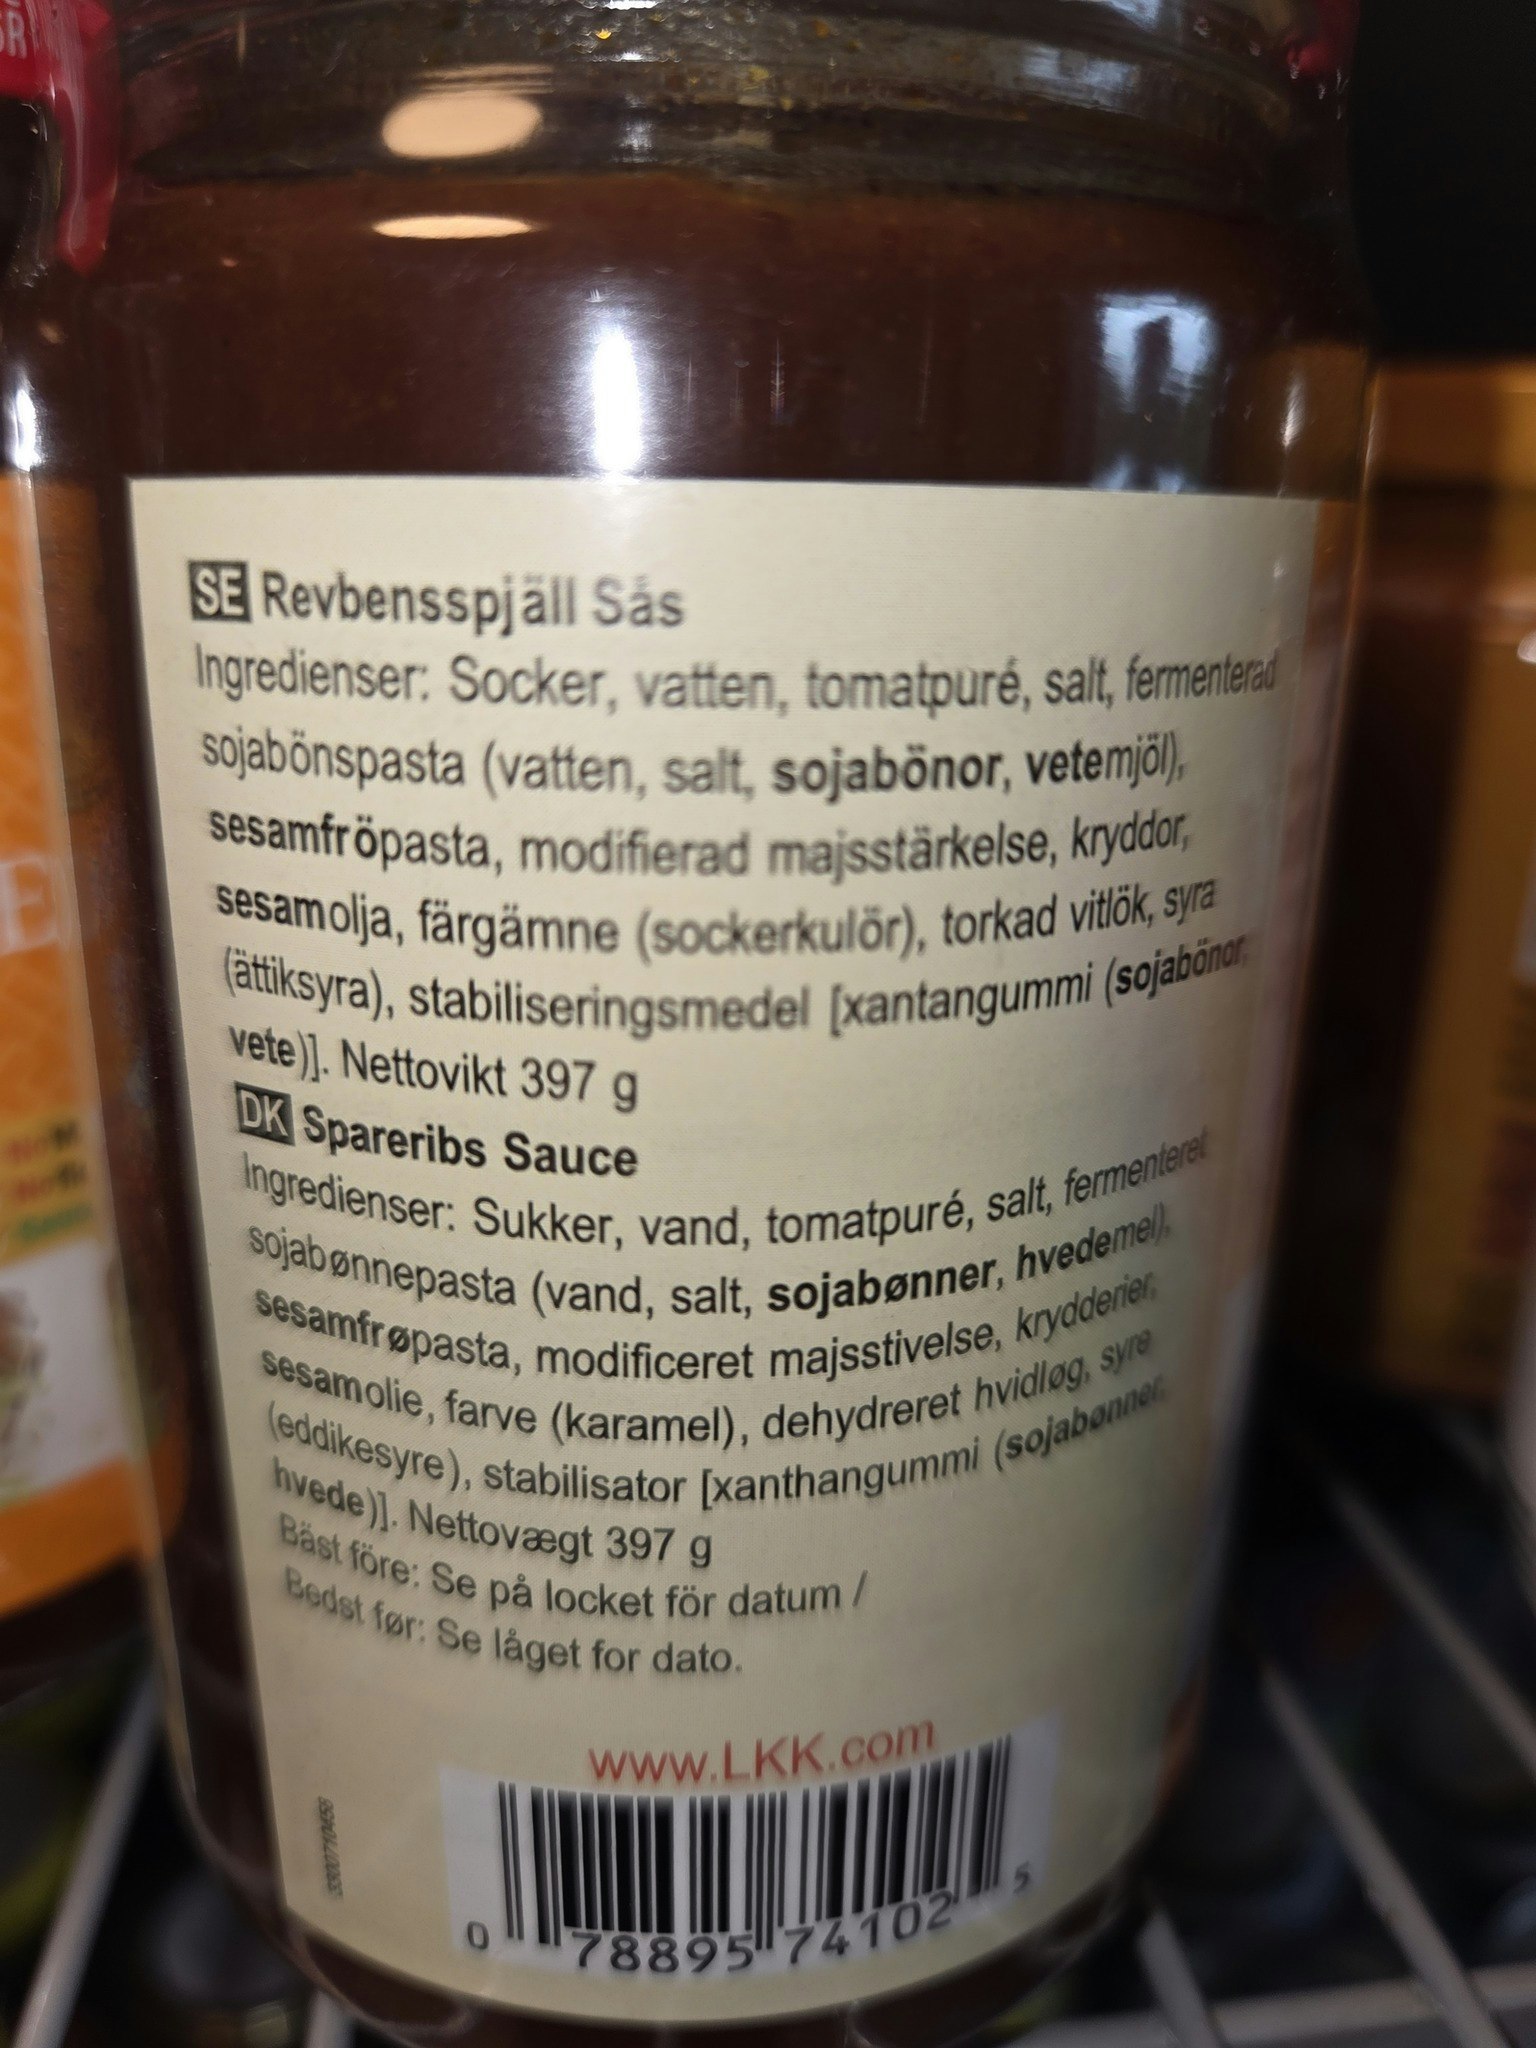 SE Revbensspjäll Sås
Ingredienser: Socker, vatten, tomatpuré, salt, fermenterad
sojabönspasta (vatten, salt, sojabönor, vetemjöl),
sesamfröpasta, modifierad majsstärkelse, kryddor,
sesamolja, färgämne (sockerkulör), torkad vitlök, syra
(ättiksyra), stabiliseringsmedel [xantangummi (sojabönor,
vete)]. Nettovikt 397 g
DK Spareribs Sauce
Ingredienser: Sukker, vand, tomatpuré, salt, fermenteret
sojabønnepasta (vand, salt, sojabønner, hvedemel),
sesamfrøpasta, modificeret majsstivelse, krydderier,
sesamolie, farve (karamel), dehydreret hvidløg, syre
(eddikesyre), stabilisator [xanthangummi (sojabønner,
hvede)]. Nettovægt 397 g
Bäst före: Se på locket för datum /
Bedst før: Se låget for dato.
www.LKK.com
0 78895 74102 5